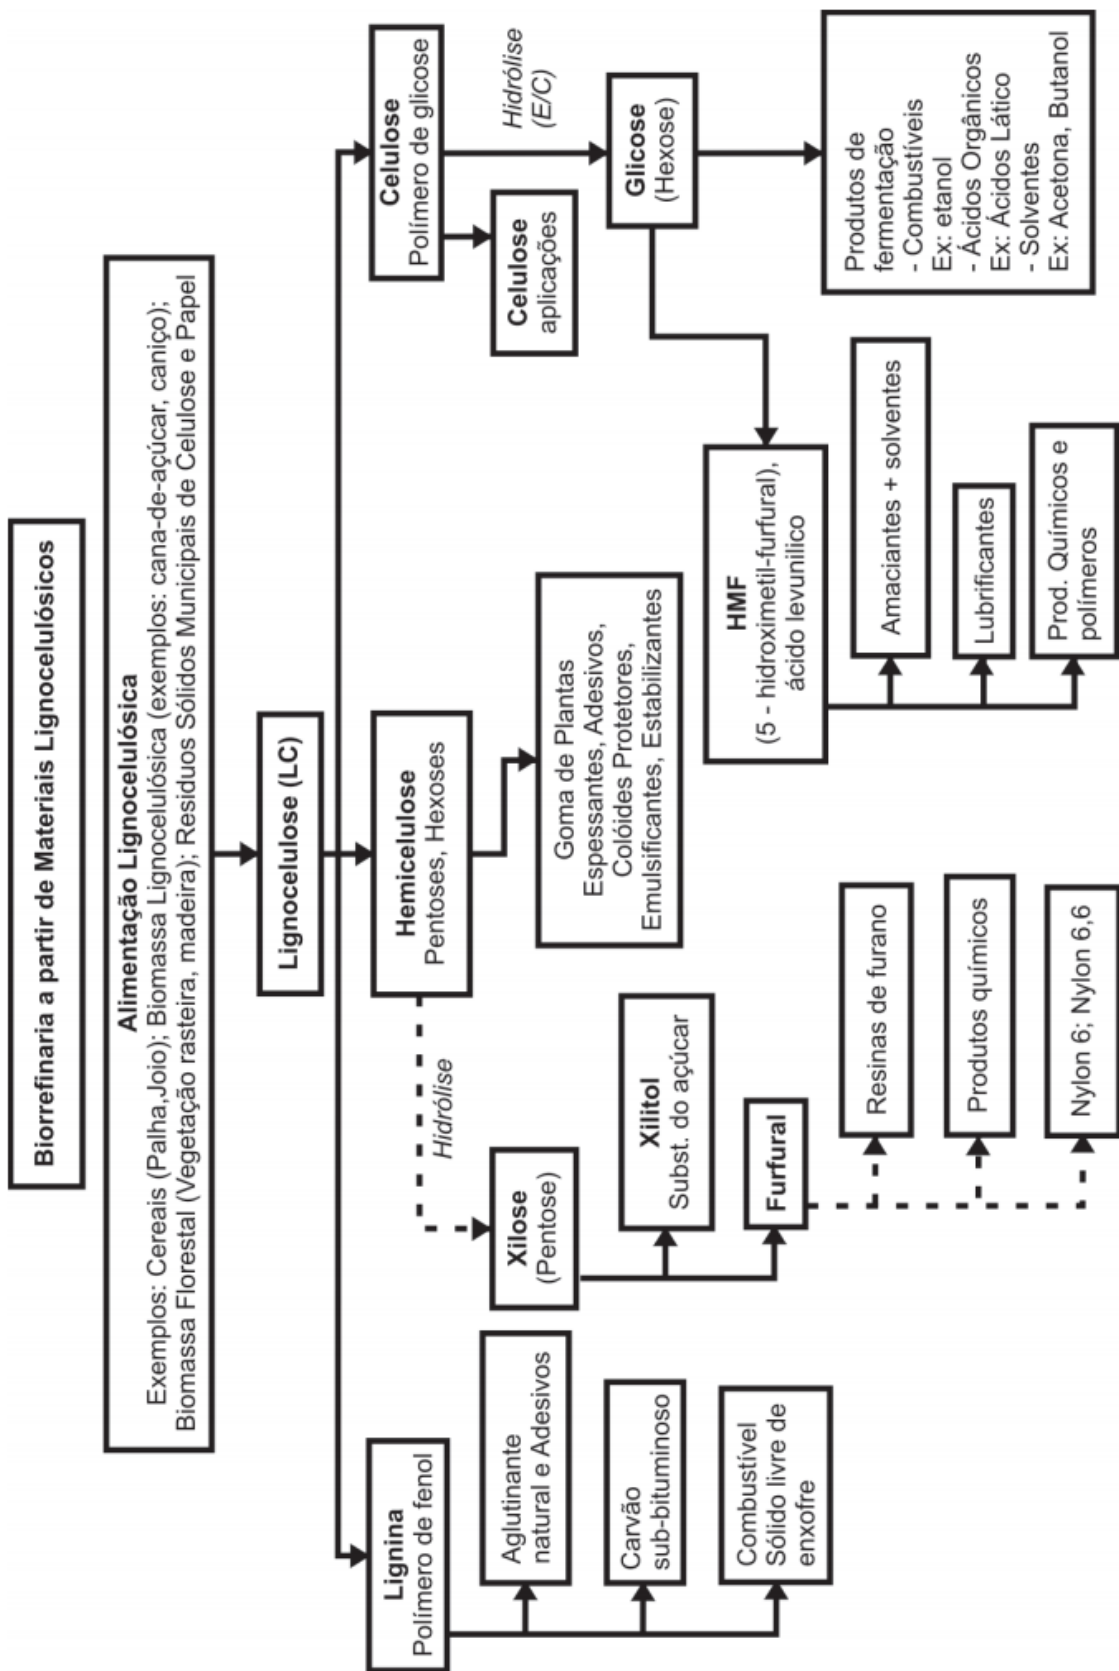 Biorrefinaria a partir de Materiais Lignocelulósicos
Alimentação Lignocelulósica
Exemplos: Cereais (Palha,Joio); Biomassa Lignocelulósica (exemplos: cana-de-açúcar, caniço);
Biomassa Florestal (Vegetação rasteira, madeira); Residuos Sólidos Municipais de Celulose e Papel
Lignocelulose (LC)
Lignina
Polímero de fenol
Aglutinante
natural e Adesivos
Carvão
sub-bituminoso
Combustível
Sólido livre de
enxofre
Hemicelulose
Pentoses, Hexoses
Hidrólise
Xilose
(Pentose)
Xilitol
Subst. do açúcar
Furfural
Resinas de furano
Produtos químicos
Nylon 6; Nylon 6,6
Goma de Plantas
Espessantes, Adesivos,
Colóides Protetores,
Emulsificantes, Estabilizantes
Celulose
Polímero de glicose
Celulose
aplicações
Hidrólise
(E/C)
Glicose
(Hexose)
HMF
(5 - hidroximetil-furfural),
ácido levunilico
Amaciantes + solventes
Lubrificantes
Prod. Químicos e
polímeros
Produtos de
fermentação
- Combustíveis
Ex: etanol
- Ácidos Orgânicos
Ex: Ácidos Lático
- Solventes
Ex: Acetona, Butanol